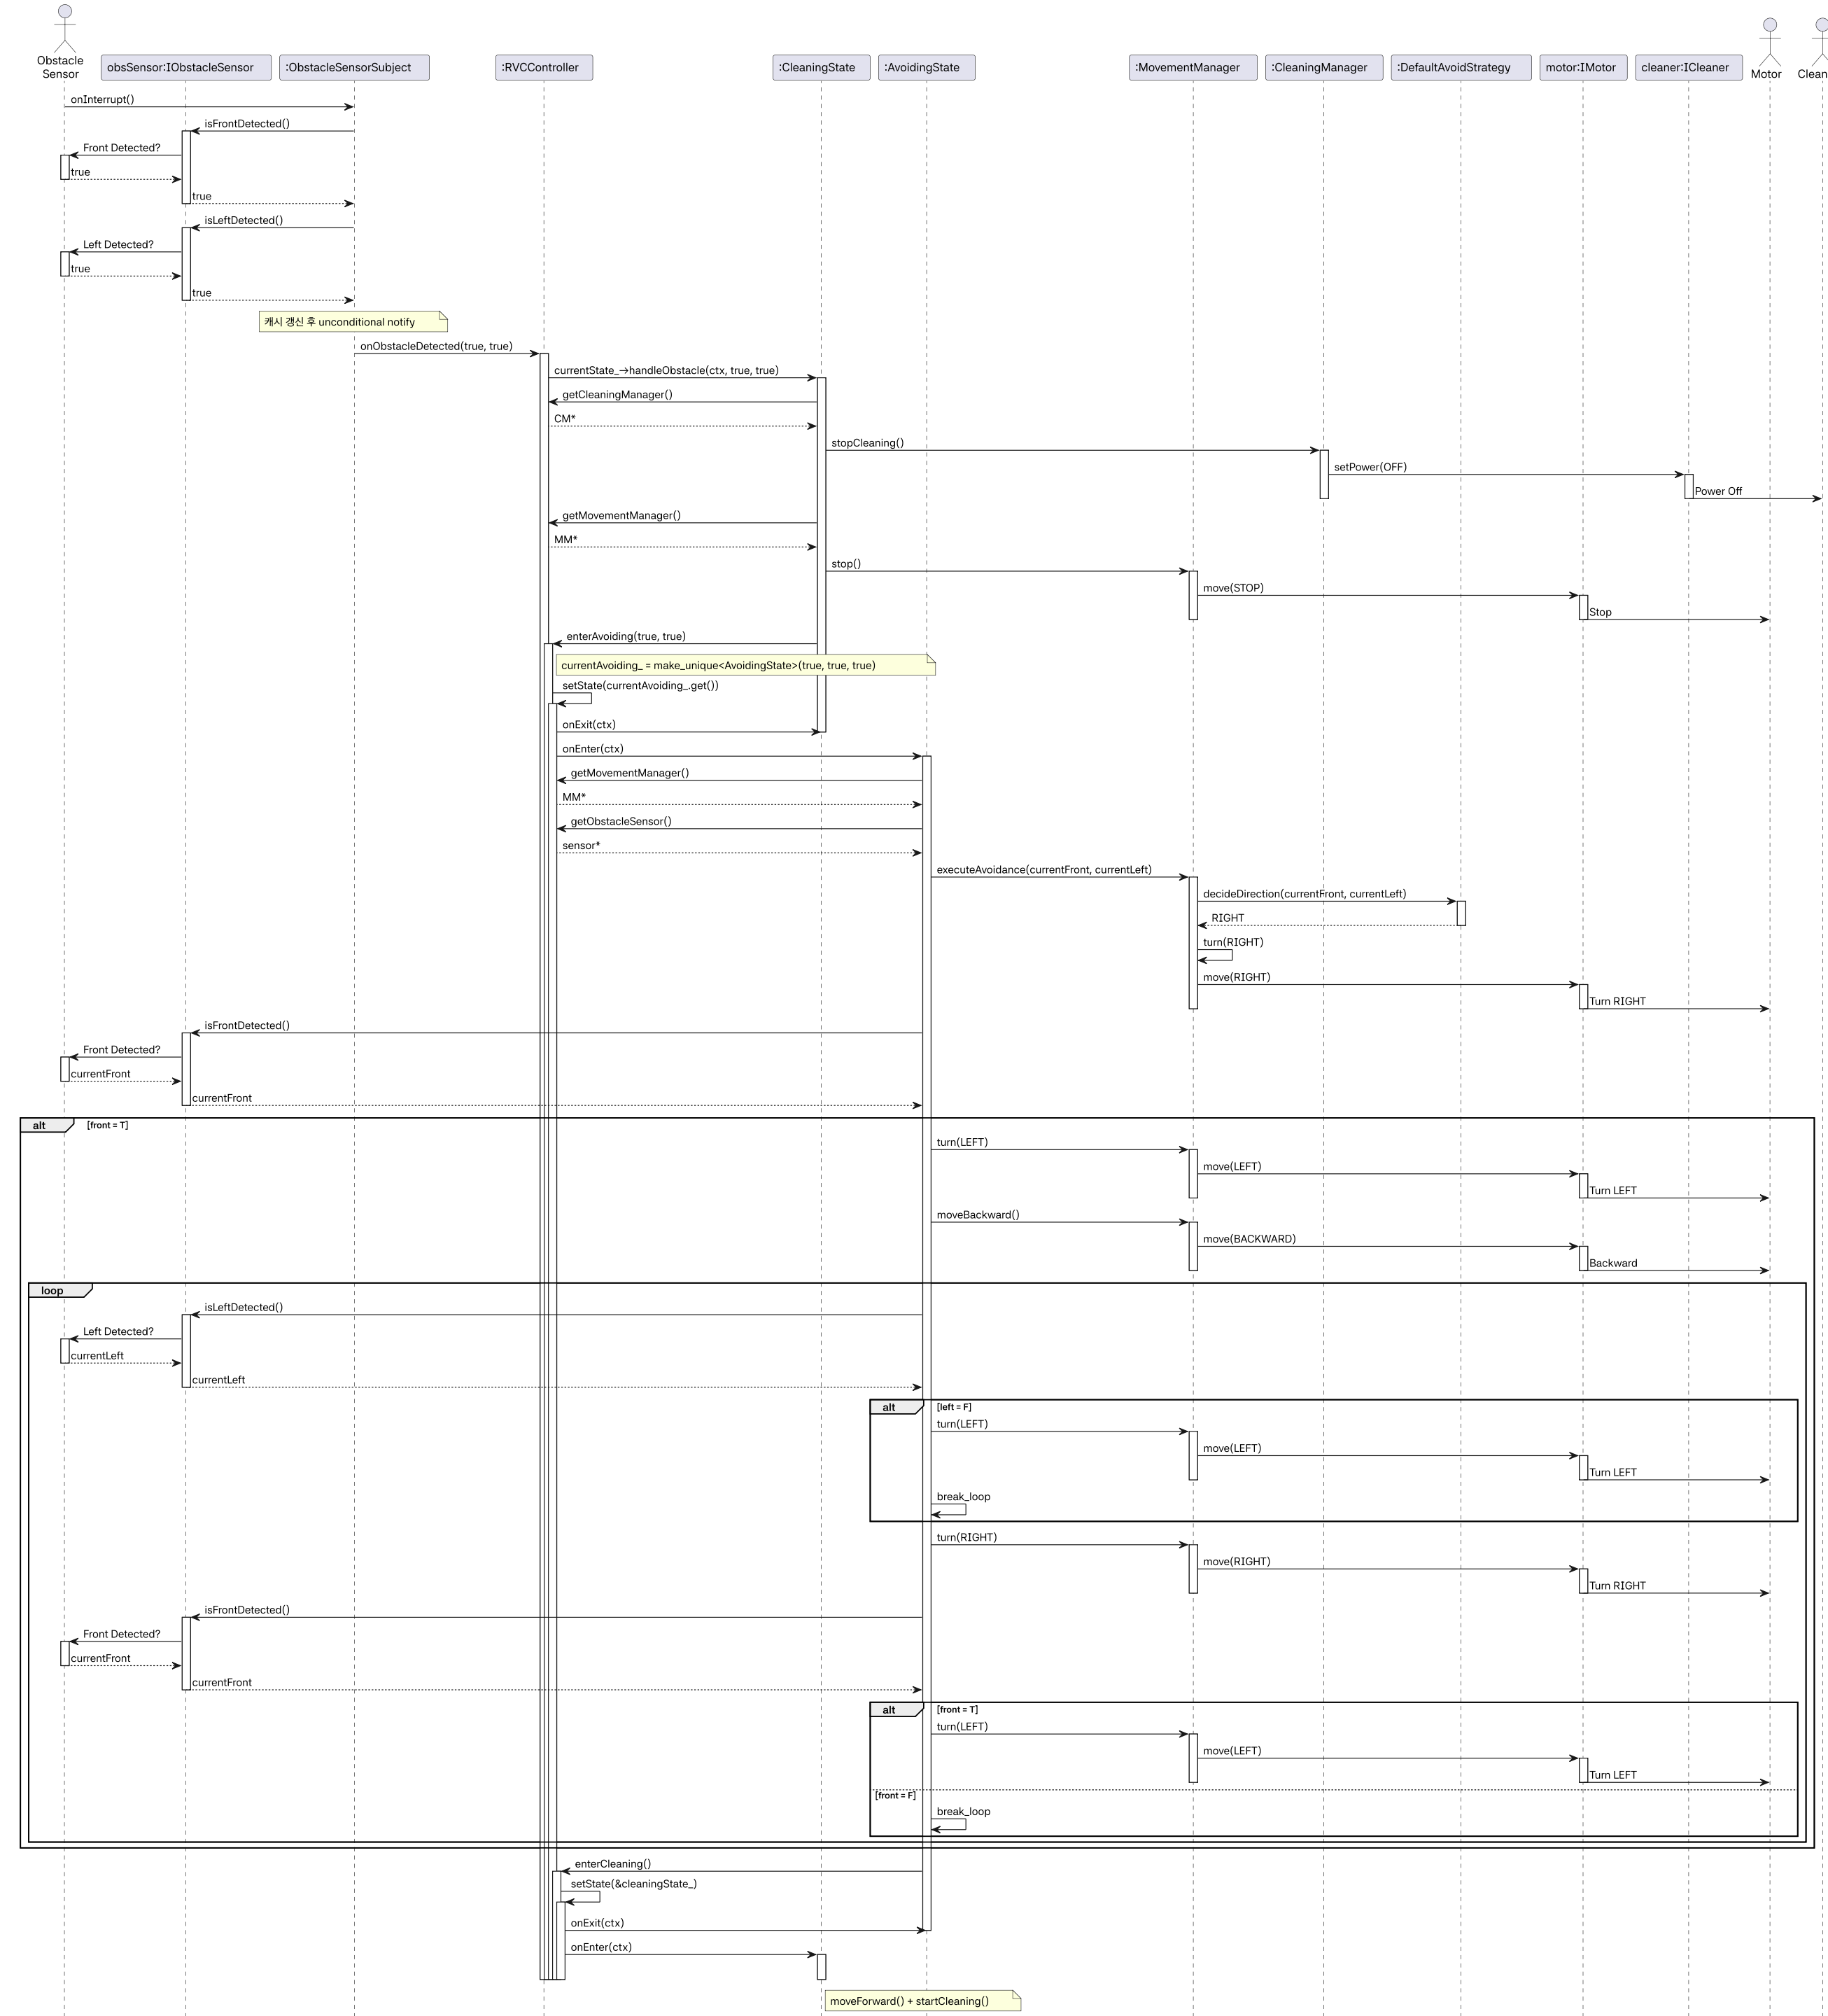 Obstacle
Sensor
obsSensor:IObstacleSensor
:ObstacleSensorSubject
:RVCController
:CleaningState
:AvoidingState
:MovementManager
:CleaningManager
:DefaultAvoidStrategy
motor:IMotor
cleaner:ICleaner
Motor
Clean
onInterrupt()
isFrontDetected()
Front Detected?
true
true
isLeftDetected()
Left Detected?
true
true
캐시 갱신 후 unconditional notify
onObstacleDetected(true, true)
currentState_→handleObstacle(ctx, true, true)
getCleaningManager()
CM*
stopCleaning()
setPower(OFF)
Power Off
getMovementManager()
MM*
stop()
move(STOP)
Stop
enterAvoiding(true, true)
currentAvoiding_ = make_unique<AvoidingState>(true, true, true)
setState(currentAvoiding_.get())
onExit(ctx)
onEnter(ctx)
getMovementManager()
MM*
getObstacleSensor()
sensor*
executeAvoidance(currentFront, currentLeft)
decideDirection(currentFront, currentLeft)
RIGHT
turn(RIGHT)
move(RIGHT)
Turn RIGHT
isFrontDetected()
Front Detected?
currentFront
currentFront
alt [front = T]
turn(LEFT)
move(LEFT)
Turn LEFT
moveBackward()
move(BACKWARD)
Backward
loop
isLeftDetected()
Left Detected?
currentLeft
currentLeft
alt [left = F]
turn(LEFT)
move(LEFT)
Turn LEFT
break_loop
turn(RIGHT)
move(RIGHT)
Turn RIGHT
isFrontDetected()
Front Detected?
currentFront
currentFront
alt [front = T]
turn(LEFT)
move(LEFT)
Turn LEFT
[front = F]
break_loop
enterCleaning()
setState(&cleaningState_)
onExit(ctx)
onEnter(ctx)
moveForward() + startCleaning()